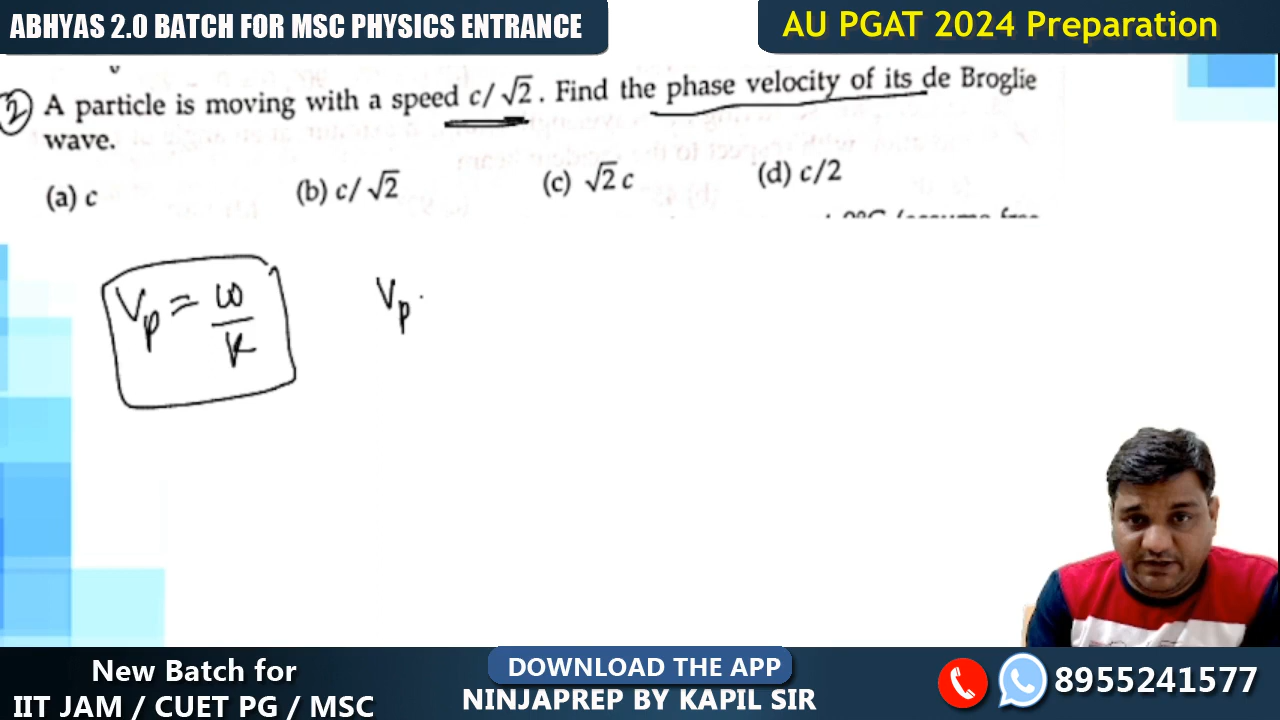 ABHYAS 2.0 BATCH FOR MSC PHYSICS ENTRANCE
AU PGAT 2024 Preparation
(2) A particle is moving with a speed c/√2. Find the phase velocity of its de Broglie
wave.
(a) c (b) c/√2 (c) √2 c (d) c/2
Vp = ω/k Vp
New Batch for
IIT JAM / CUET PG / MSC
DOWNLOAD THE APP
NINJAPREP BY KAPIL SIR
8955241577